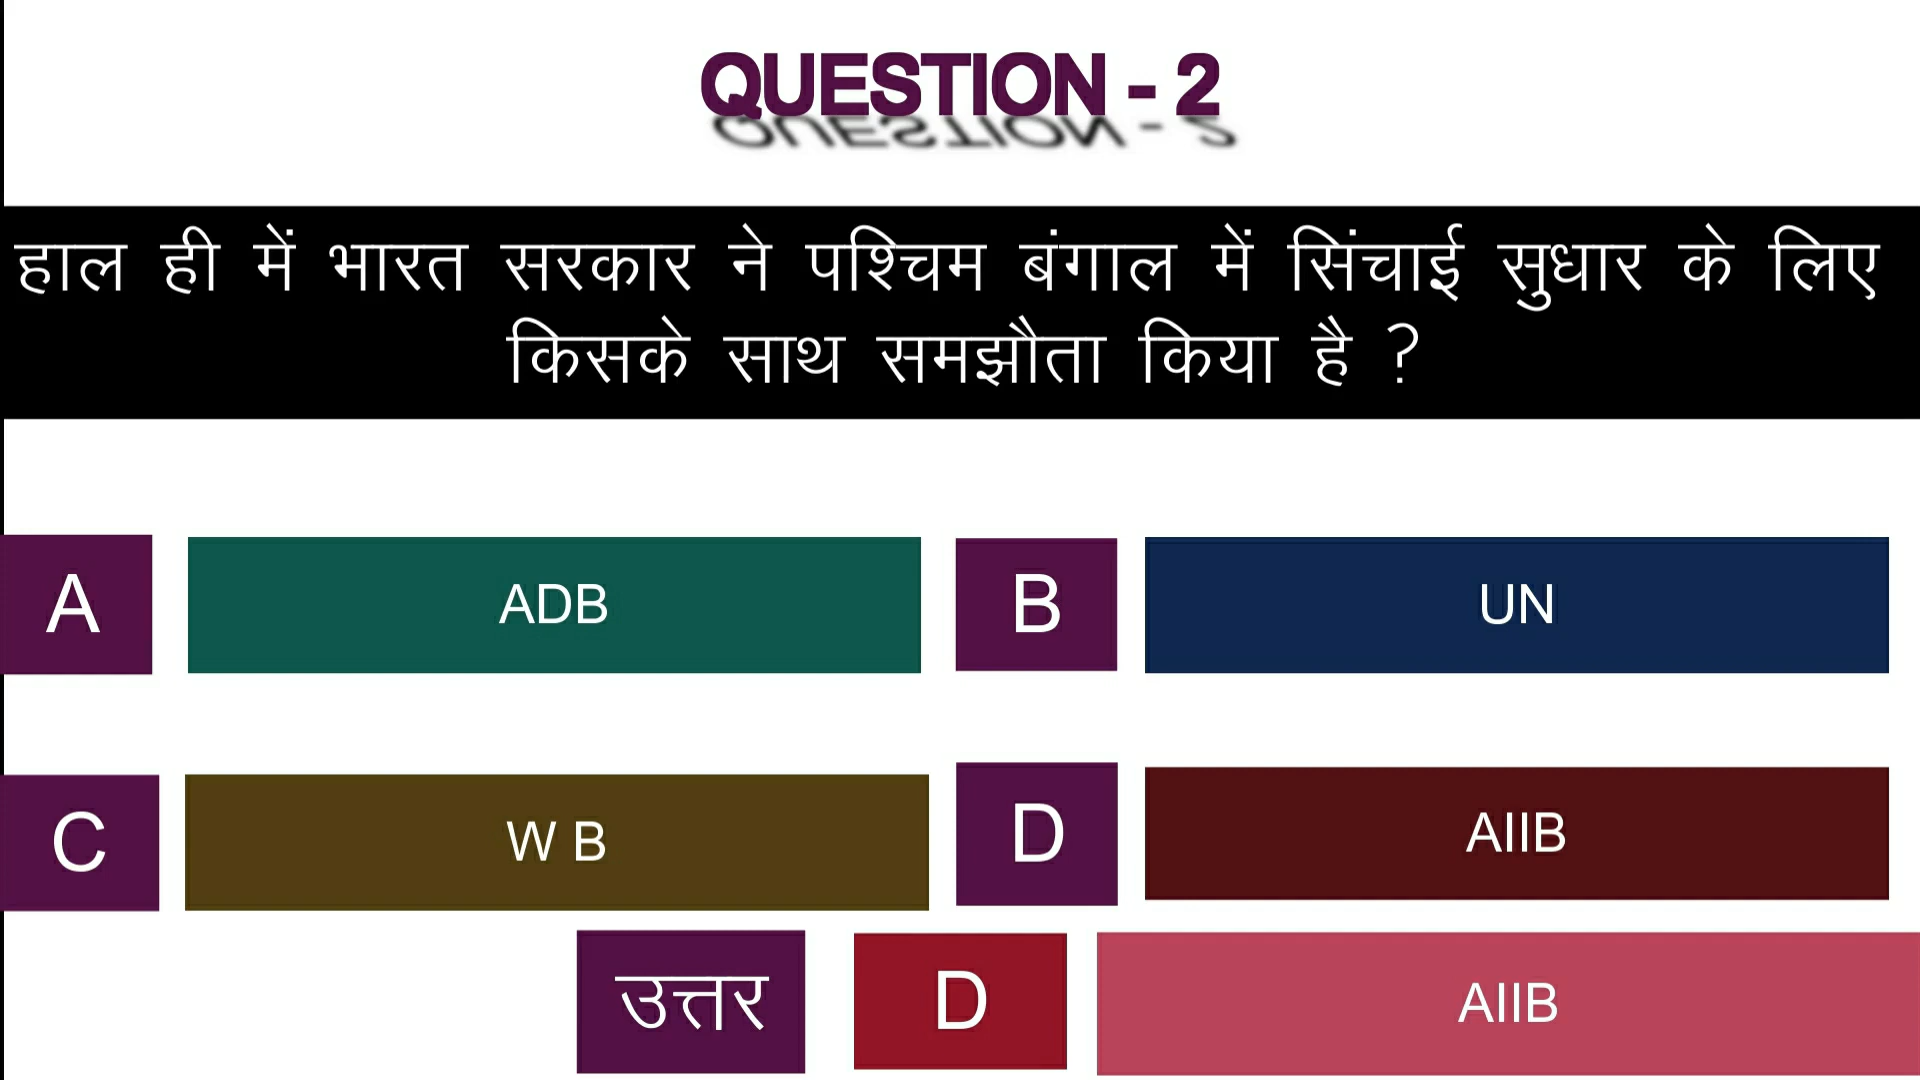 QUESTION - 2
हाल ही में भारत सरकार ने पश्चिम बंगाल में सिंचाई सुधार के लिए
किसके साथ समझौता किया है ?
A ADB B UN
C W B D AIIB
उत्तर D AIIB